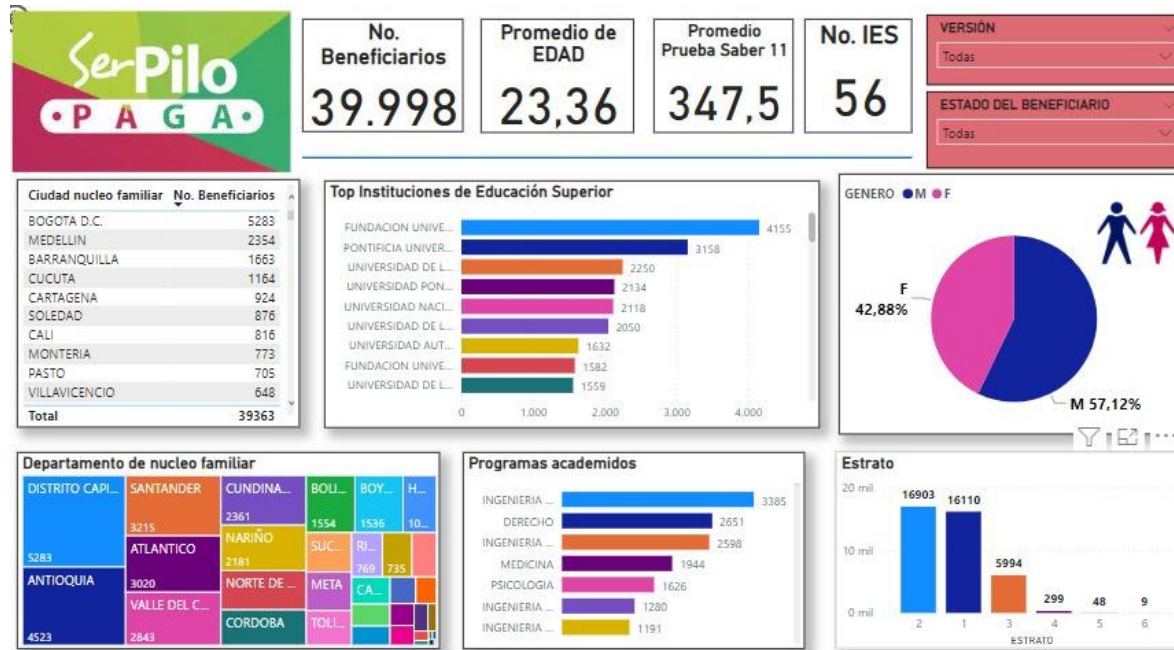 Ser Pilo
• P A G A •
No. Beneficiarios
39.998
Promedio de EDAD
23,36
Promedio Prueba Saber 11
347,5
No. IES
56
VERSIÓN
Todas
ESTADO DEL BENEFICIARIO
Todas
Ciudad nucleo familiar No. Beneficiarios
BOGOTA D.C. 5283
MEDELLIN 2354
BARRANQUILLA 1663
CUCUTA 1164
CARTAGENA 924
SOLEDAD 876
CALI 816
MONTERIA 773
PASTO 705
VILLAVICENCIO 648
Total 39363
Top Instituciones de Educación Superior
FUNDACION UNIVE... 4155
PONTIFICIA UNIVER... 3158
UNIVERSIDAD DE L... 2250
UNIVERSIDAD PON... 2134
UNIVERSIDAD NACI... 2118
UNIVERSIDAD DE L... 2050
UNIVERSIDAD AUT... 1632
FUNDACION UNIVE... 1582
UNIVERSIDAD DE L... 1559
0 1.000 2.000 3.000 4.000
GENERO M F
F
42,88%
M 57,12%
Departamento de nucleo familiar
DISTRITO CAPI...
5283
ANTIOQUIA
4523
SANTANDER
3215
ATLANTICO
3020
VALLE DEL C...
2843
CUNDINA...
2361
NARIÑO
2181
NORTE DE ...
CORDOBA
BOLI...
1554
SUC...
META
TOLI...
BOY...
1536
RI...
769
735
CA...
H...
10...
Programas academidos
INGENIERIA ... 3385
DERECHO 2651
INGENIERIA ... 2598
MEDICINA 1944
PSICOLOGIA 1626
INGENIERIA ... 1280
INGENIERIA ... 1191
Estrato
20 mil
10 mil
0 mil
16903 16110 5994 299 48 9
2 1 3 4 5 6
ESTRATO